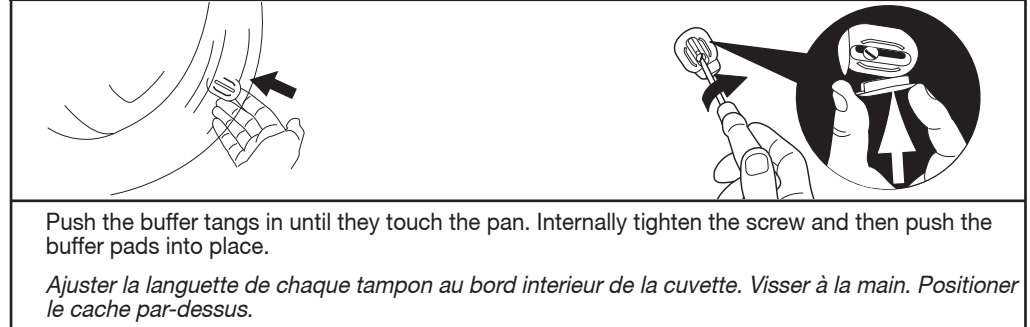 Push the buffer tangs in until they touch the pan. Internally tighten the screw and then push the
buffer pads into place.
Ajuster la languette de chaque tampon au bord interieur de la cuvette. Visser à la main. Positioner
le cache par-dessus.